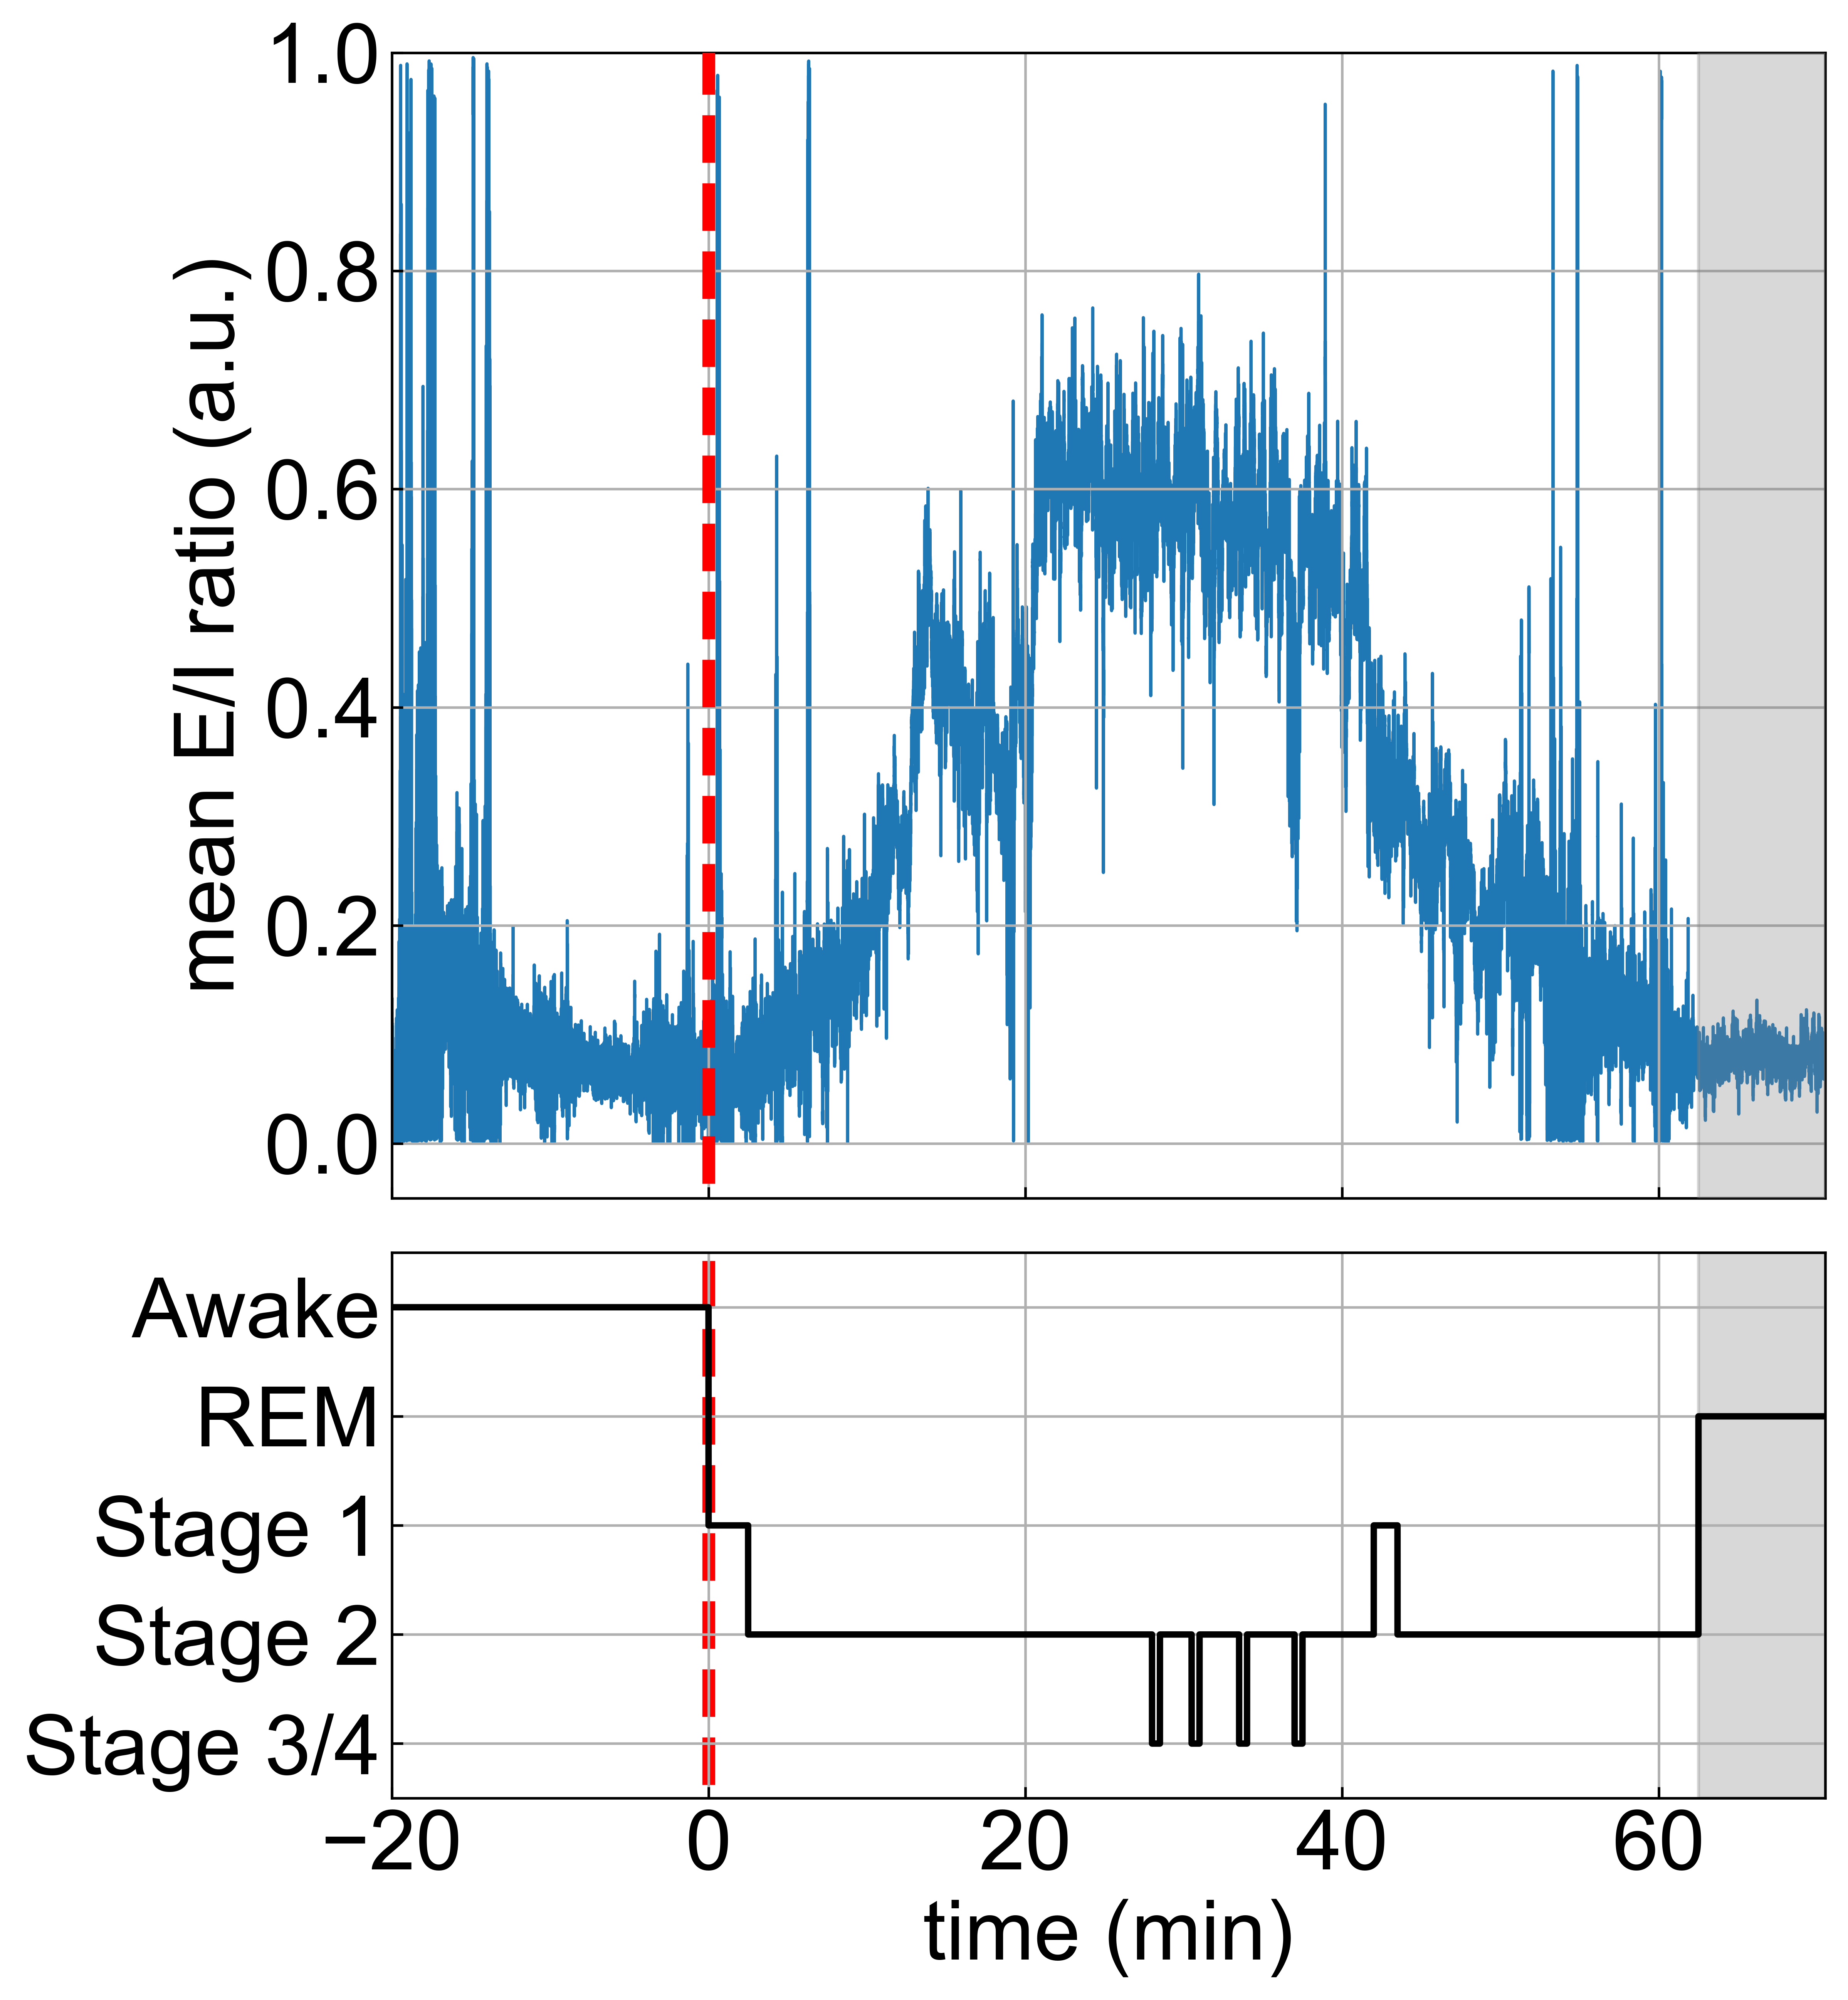 1.0
0.8
0.6
0.4
0.2
0.0
mean E/I ratio (a.u.)
Awake
REM
Stage 1
Stage 2
Stage 3/4
−20 0 20 40 60
time (min)